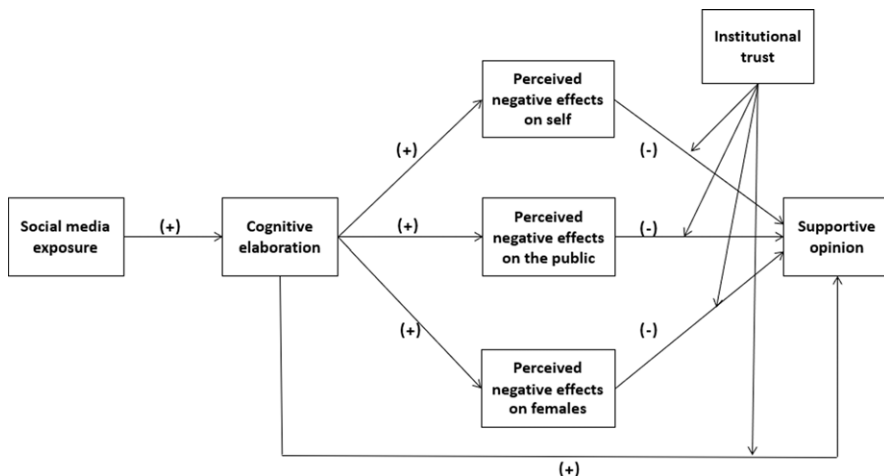 Institutional
trust
Perceived
negative effects
on self
(+)
(-)
Social media
exposure
(+)
Cognitive
elaboration
(+)
Perceived
negative effects
on the public
(-)
Supportive
opinion
(+)
(-)
Perceived
negative effects
on females
(+)